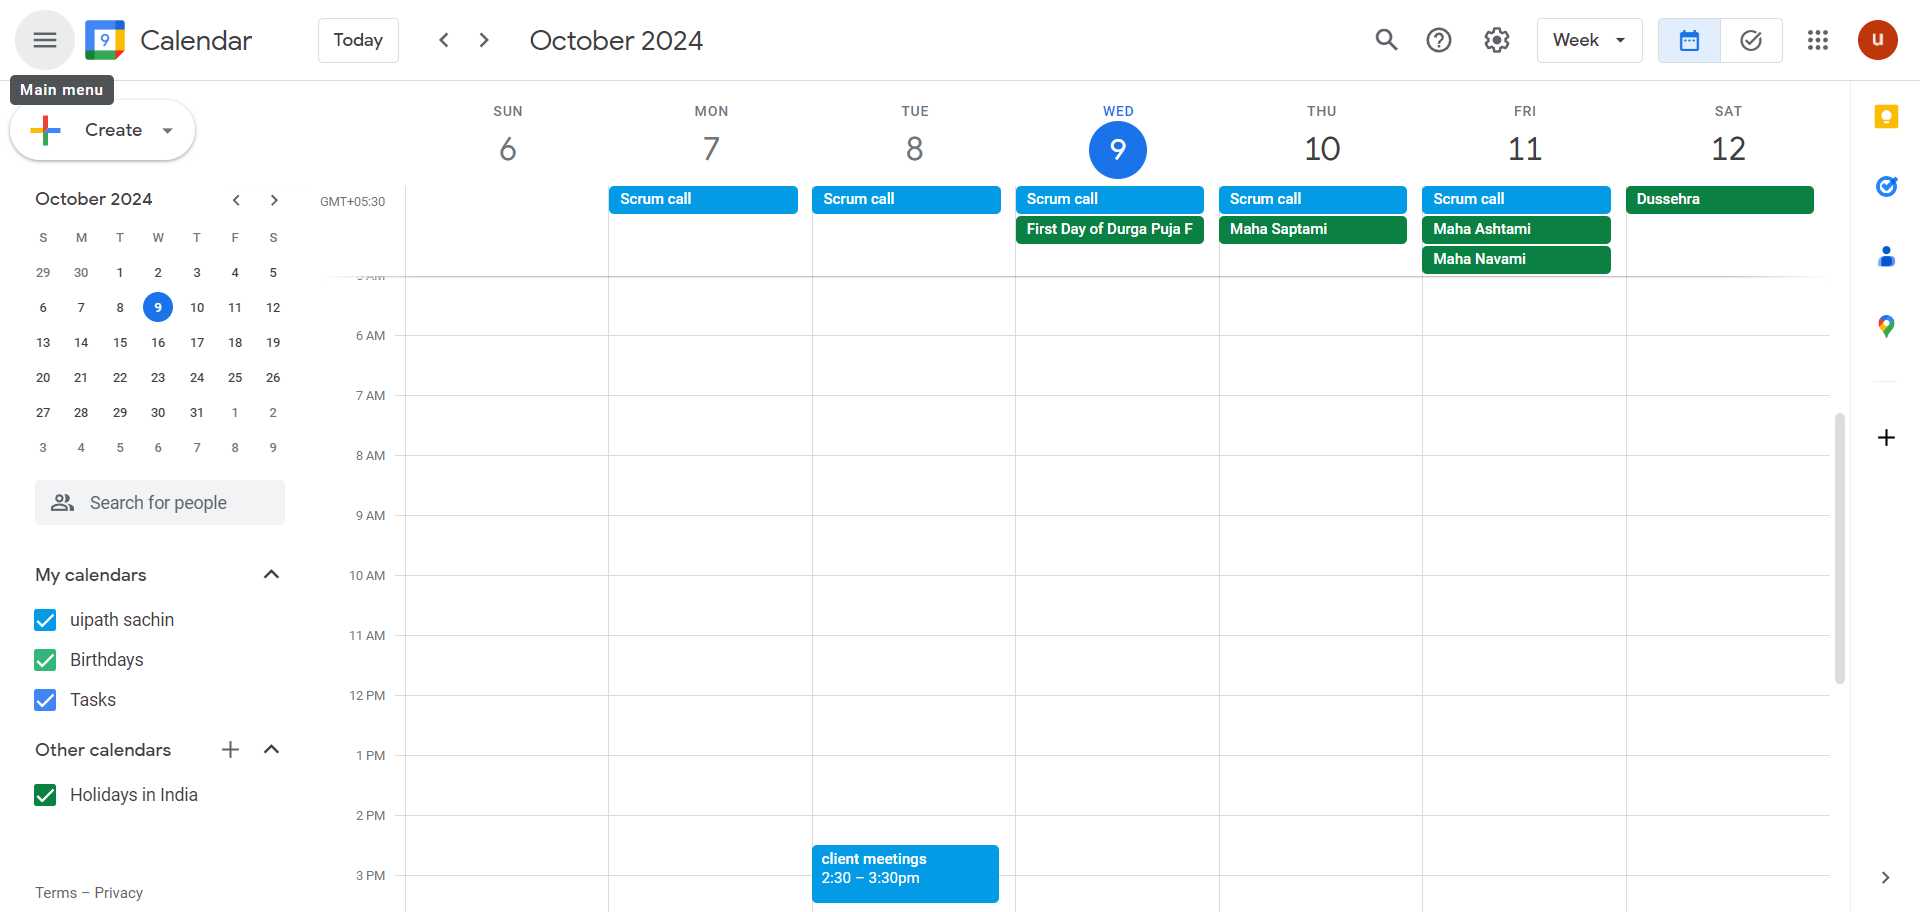 9 Calendar Today October 2024 Week u
Main menu
Create
October 2024
S M T W T F S
29 30 1 2 3 4 5
6 7 8 9 10 11 12
13 14 15 16 17 18 19
20 21 22 23 24 25 26
27 28 29 30 31 1 2
3 4 5 6 7 8 9
Search for people
My calendars
uipath sachin
Birthdays
Tasks
Other calendars
Holidays in India
Terms – Privacy
SUN MON TUE WED THU FRI SAT
6 7 8 9 10 11 12
GMT+05:30
Scrum call Scrum call Scrum call Scrum call Scrum call Dussehra
First Day of Durga Puja F Maha Saptami Maha Ashtami
Maha Navami
6 AM
7 AM
8 AM
9 AM
10 AM
11 AM
12 PM
1 PM
2 PM
client meetings
2:30 – 3:30pm
3 PM